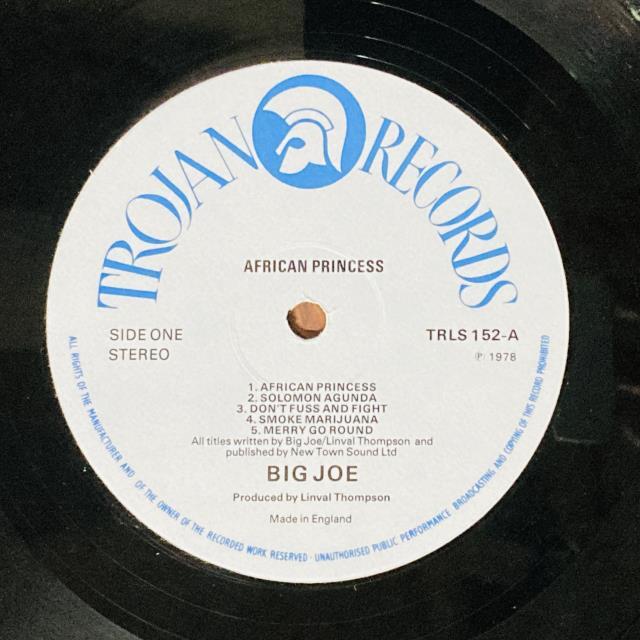 TROJAN RECORDS
AFRICAN PRINCESS
SIDE ONE
STEREO
TRLS 152-A
℗ 1978
1. AFRICAN PRINCESS
2. SOLOMON AGUNDA
3. DON'T FUSS AND FIGHT
4. SMOKE MARIJUANA
5. MERRY GO ROUND
All titles written by Big Joe/Linval Thompson and
published by New Town Sound Ltd
BIG JOE
Produced by Linval Thompson
Made in England
ALL RIGHTS OF THE MANUFACTURER AND OF THE OWNER OF THE RECORDED WORK RESERVED · UNAUTHORISED PUBLIC PERFORMANCE BROADCASTING AND COPYING OF THIS RECORD PROHIBITED